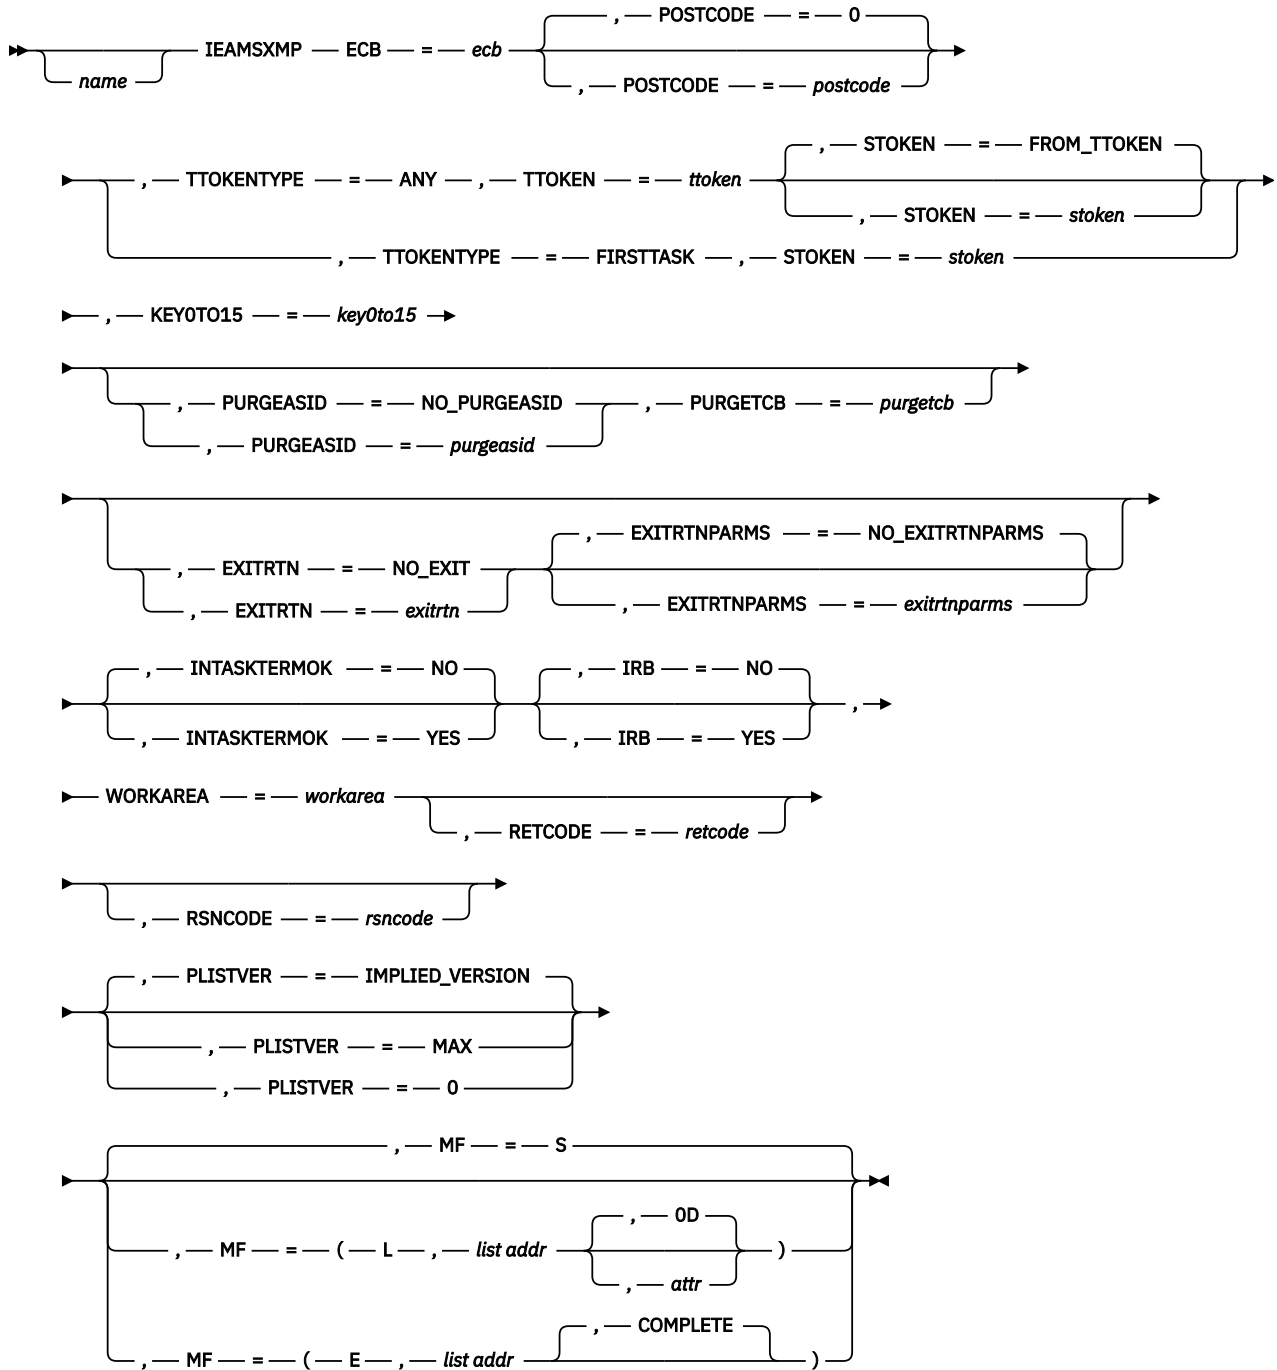 , POSTCODE = 0
IEAMSXMP ECB = ecb
name
, POSTCODE = postcode
, STOKEN = FROM_TTOKEN
, TTOKENTYPE = ANY , TTOKEN = ttoken
, STOKEN = stoken
, TTOKENTYPE = FIRSTTASK , STOKEN = stoken
, KEY0TO15 = key0to15
, PURGEASID = NO_PURGEASID , PURGETCB = purgetcb
, PURGEASID = purgeasid
, EXITRTNPARMS = NO_EXITRTNPARMS
, EXITRTN = NO_EXIT
, EXITRTNPARMS = exitrtnparms
, EXITRTN = exitrtn
, INTASKTERMOK = NO , IRB = NO
,
, INTASKTERMOK = YES , IRB = YES
WORKAREA = workarea
, RETCODE = retcode
, RSNCODE = rsncode
, PLISTVER = IMPLIED_VERSION
, PLISTVER = MAX
, PLISTVER = 0
, MF = S
, 0D
, MF = ( L , list addr )
, attr
, COMPLETE
, MF = ( E , list addr )